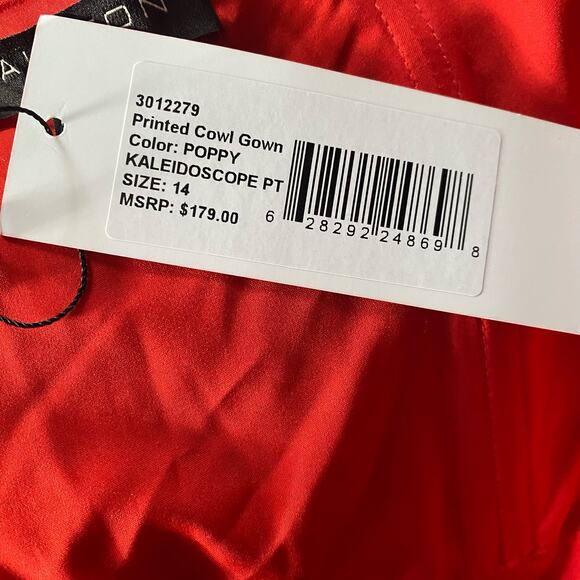 3012279
Printed Cowl Gown
Color: POPPY
KALEIDOSCOPE PT
SIZE: 14
MSRP: $179.00
6 28292 24869 8